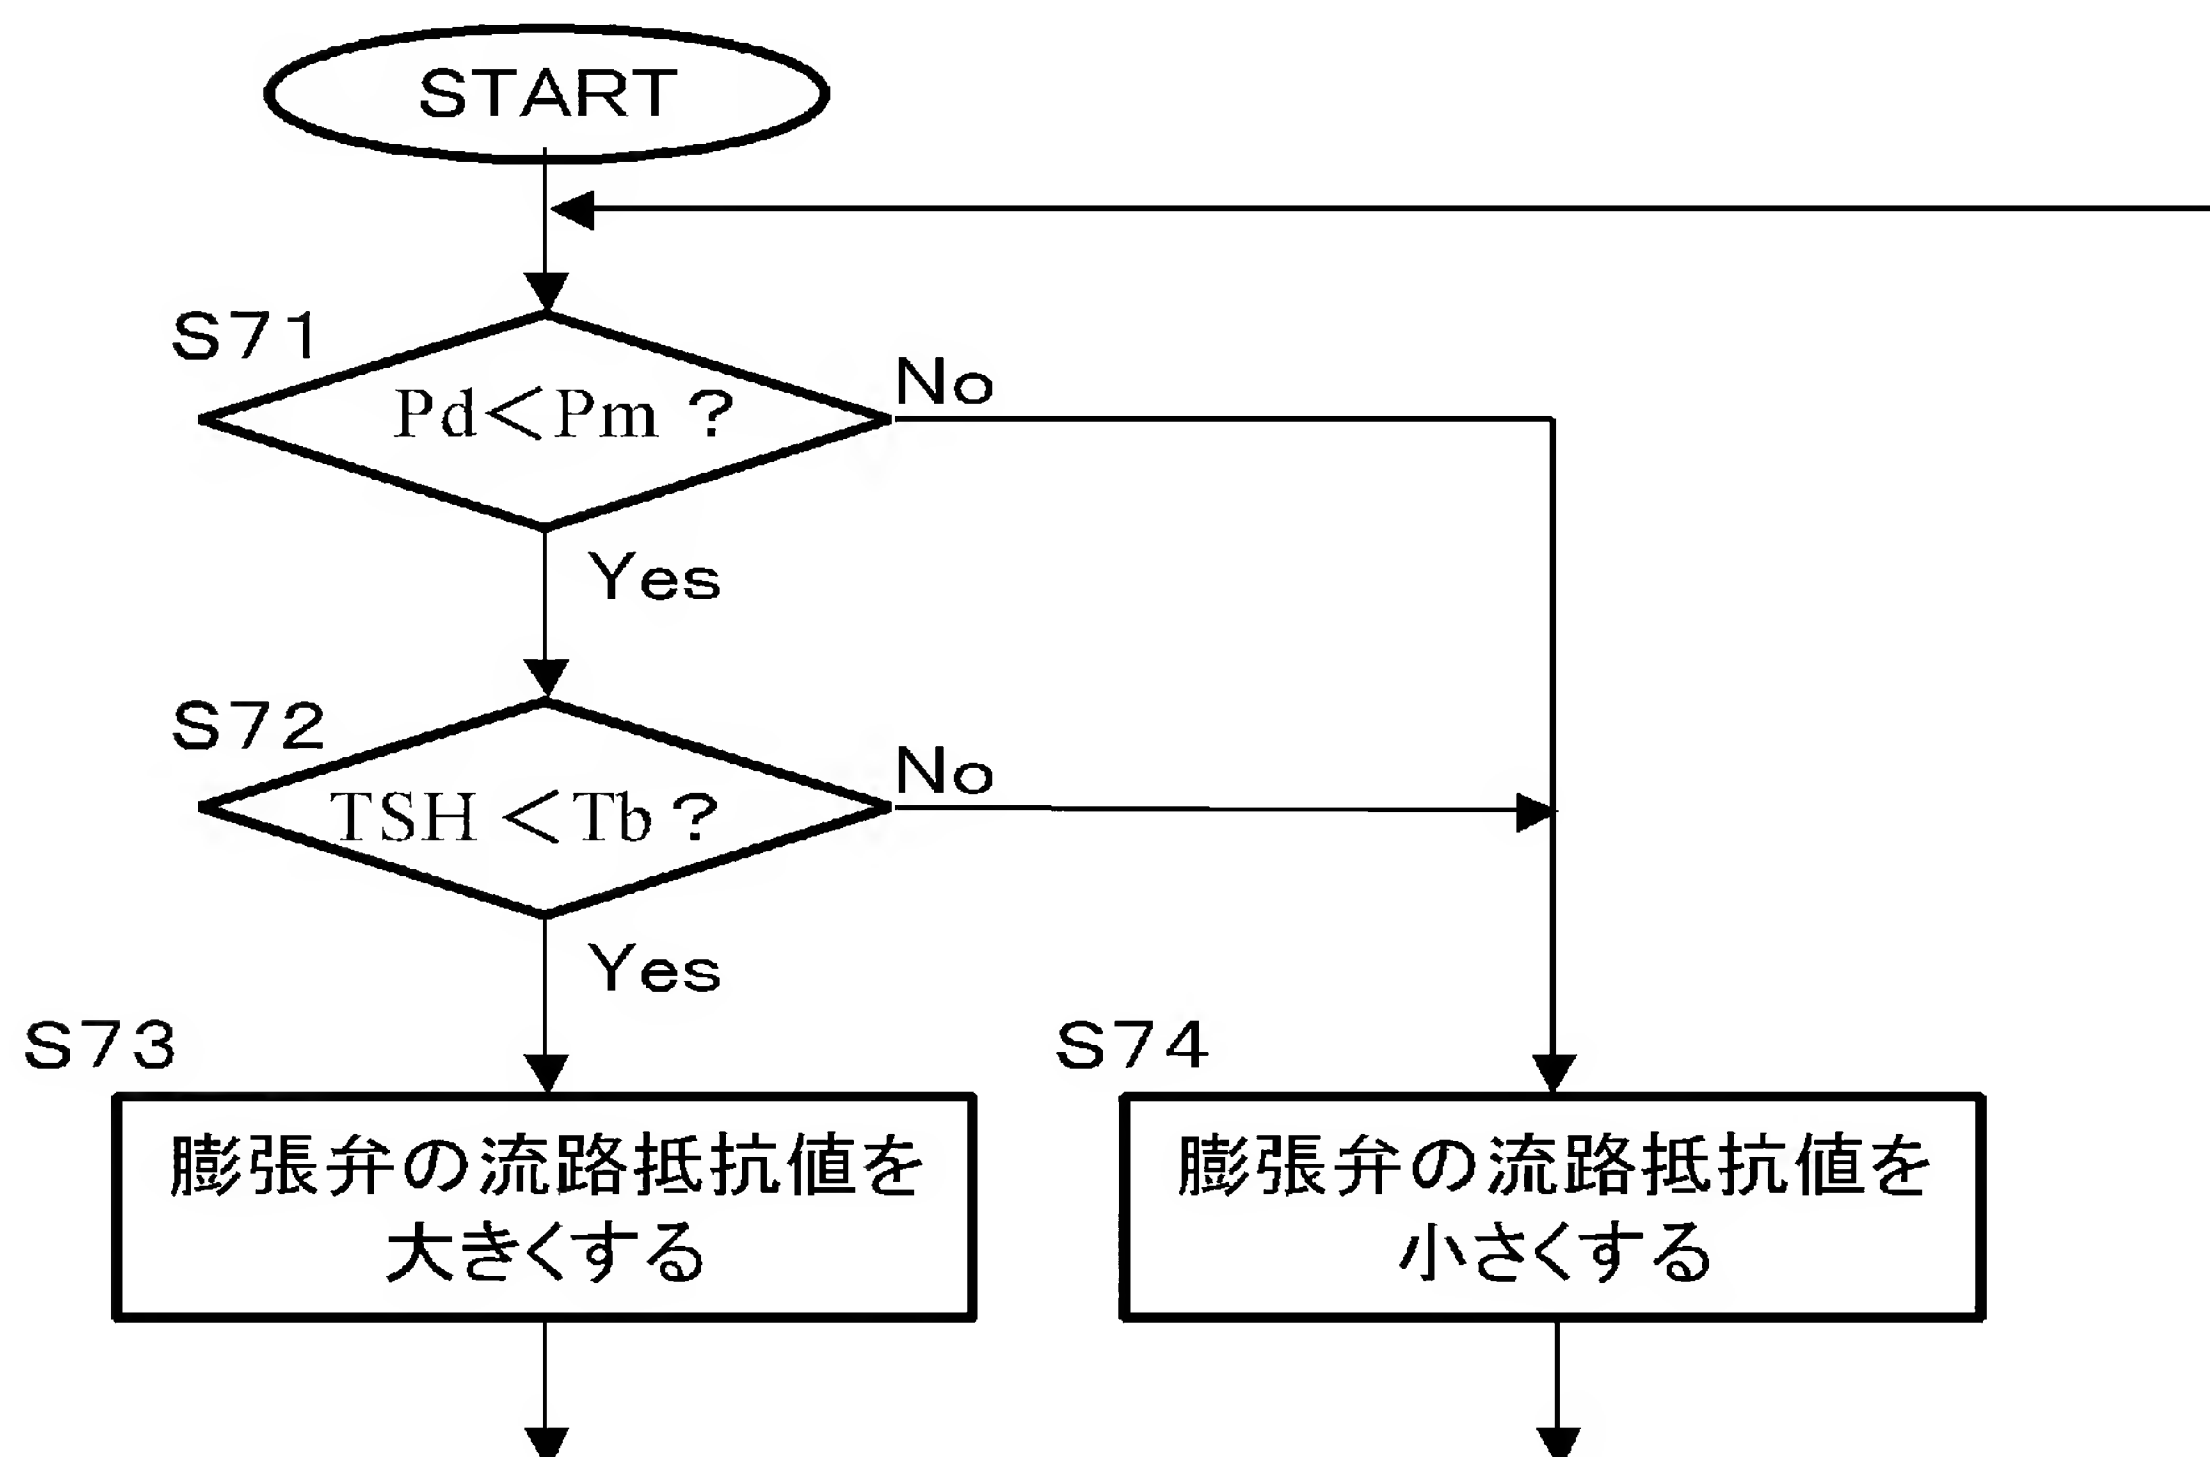 START
S71
Pd＜Pm？
No
Yes
S72
TSH＜Tb？
No
Yes
S73
膨張弁の流路抵抗値を
大きくする
S74
膨張弁の流路抵抗値を
小さくする